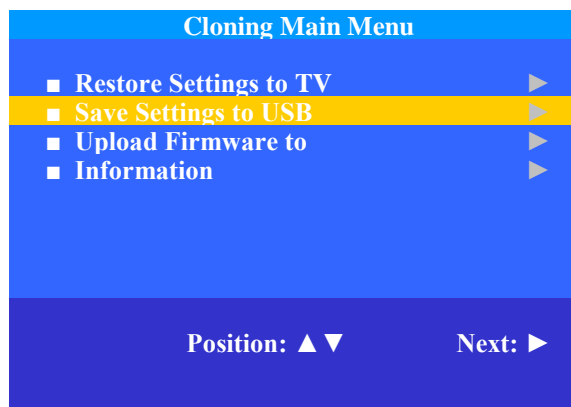 Cloning Main Menu
■ Restore Settings to TV ►
■ Save Settings to USB ►
■ Upload Firmware to ►
■ Information ►
Position: ▲▼ Next: ►